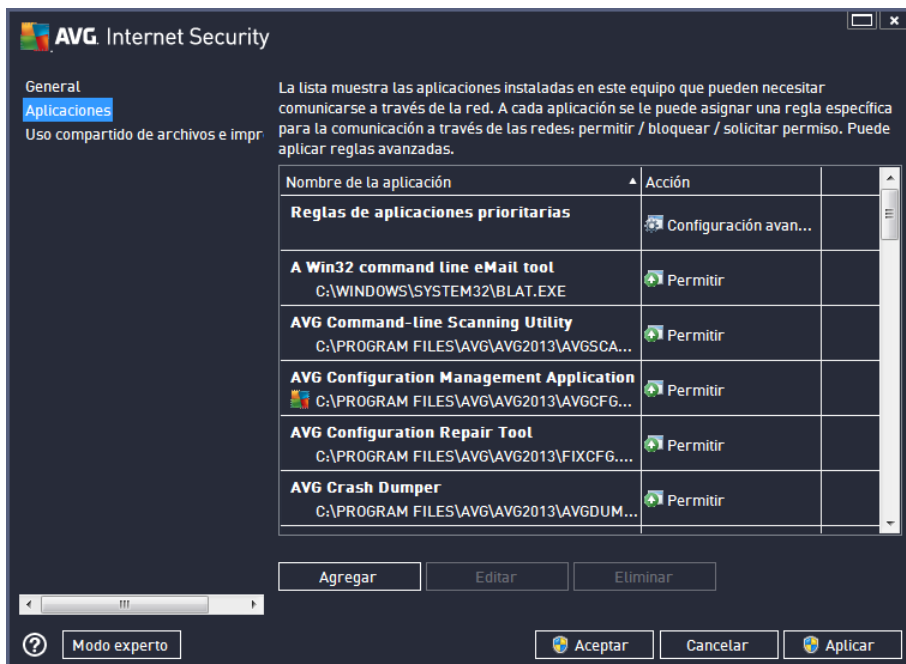 AVG. Internet Security
General
Aplicaciones
Uso compartido de archivos e impr
La lista muestra las aplicaciones instaladas en este equipo que pueden necesitar
comunicarse a través de la red. A cada aplicación se le puede asignar una regla específica
para la comunicación a través de las redes: permitir / bloquear / solicitar permiso. Puede
aplicar reglas avanzadas.
Nombre de la aplicación Acción
Reglas de aplicaciones prioritarias
Configuración avan...
A Win32 command line eMail tool
C:\WINDOWS\SYSTEM32\BLAT.EXE
Permitir
AVG Command-line Scanning Utility
C:\PROGRAM FILES\AVG\AVG2013\AVGSCA...
Permitir
AVG Configuration Management Application
C:\PROGRAM FILES\AVG\AVG2013\AVGCFG...
Permitir
AVG Configuration Repair Tool
C:\PROGRAM FILES\AVG\AVG2013\FIXCFG....
Permitir
AVG Crash Dumper
C:\PROGRAM FILES\AVG\AVG2013\AVGDUM...
Permitir
Agregar Editar Eliminar
? Modo experto Aceptar Cancelar Aplicar